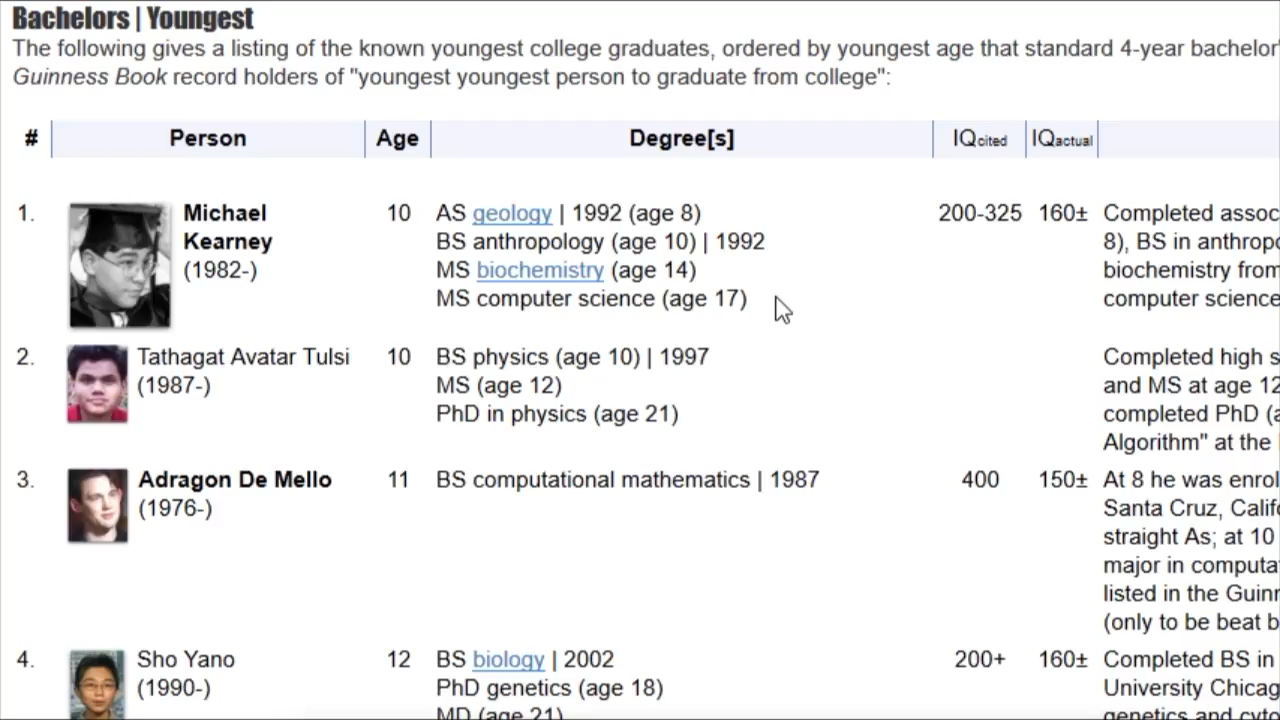 Bachelors | Youngest
The following gives a listing of the known youngest college graduates, ordered by youngest age that standard 4-year bachelor
Guinness Book record holders of "youngest youngest person to graduate from college":
# Person Age Degree[s] IQcited IQactual
1. Michael Kearney (1982-) 10 AS geology | 1992 (age 8) 200-325 160± Completed assoc
BS anthropology (age 10) | 1992 8), BS in anthropo
MS biochemistry (age 14) biochemistry from
MS computer science (age 17) computer science
2. Tathagat Avatar Tulsi 10 BS physics (age 10) | 1997 Completed high s
(1987-) MS (age 12) and MS at age 12
PhD in physics (age 21) completed PhD (a
Algorithm" at the
3. Adragon De Mello 11 BS computational mathematics | 1987 400 150± At 8 he was enrol
(1976-) Santa Cruz, Califo
straight As; at 10
major in computa
listed in the Guinn
(only to be beat b
4. Sho Yano 12 BS biology | 2002 200+ 160± Completed BS in
(1990-) PhD genetics (age 18) University Chicag
MD (age 21) genetics and cyto